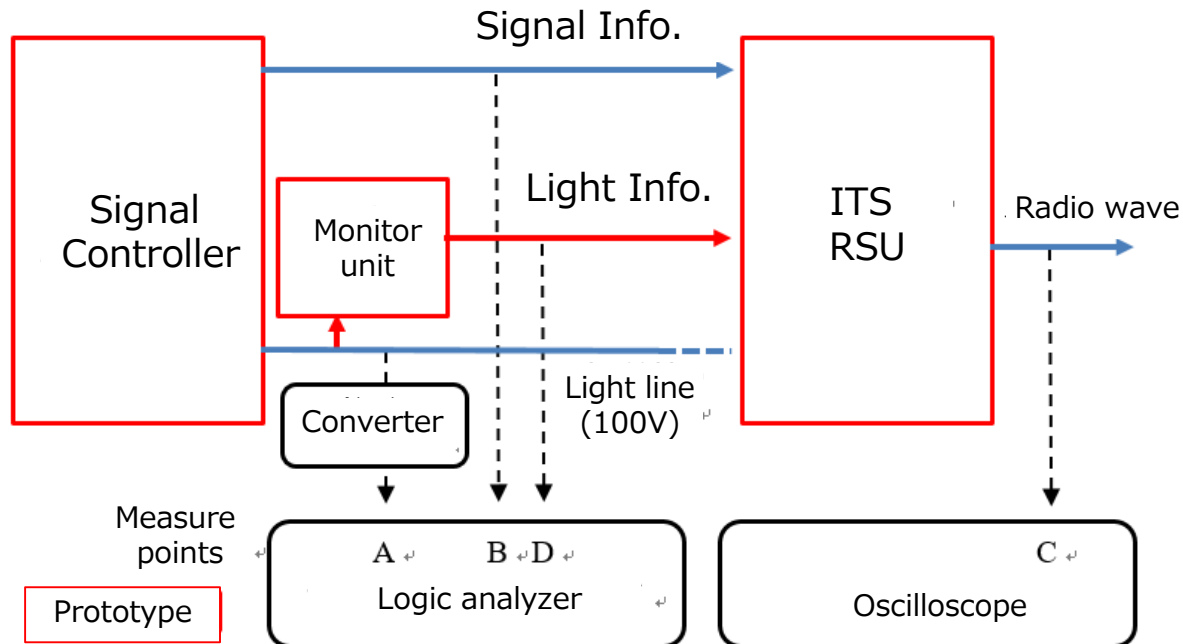 Signal Info.
Signal
Controller
Monitor
unit
Light Info.
ITS
RSU
Radio wave
Light line
(100V)
Converter
Measure
points
A
B
D
C
Logic analyzer
Oscilloscope
Prototype